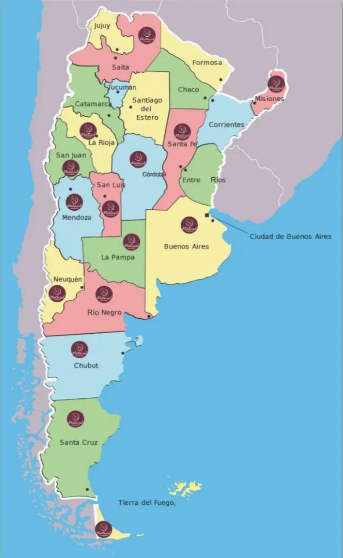 Jujuy
Salta
Formosa
Tucumán
Chaco
Santiago
del
Estero
Misiones
Catamarca
Corrientes
La Rioja
Santa Fe
San Juan
Córdoba
San Luis
Entre Ríos
Mendoza
Ciudad de Buenos Aires
Buenos Aires
La Pampa
Neuquén
Río Negro
Chubut
Santa Cruz
Tierra del Fuego.